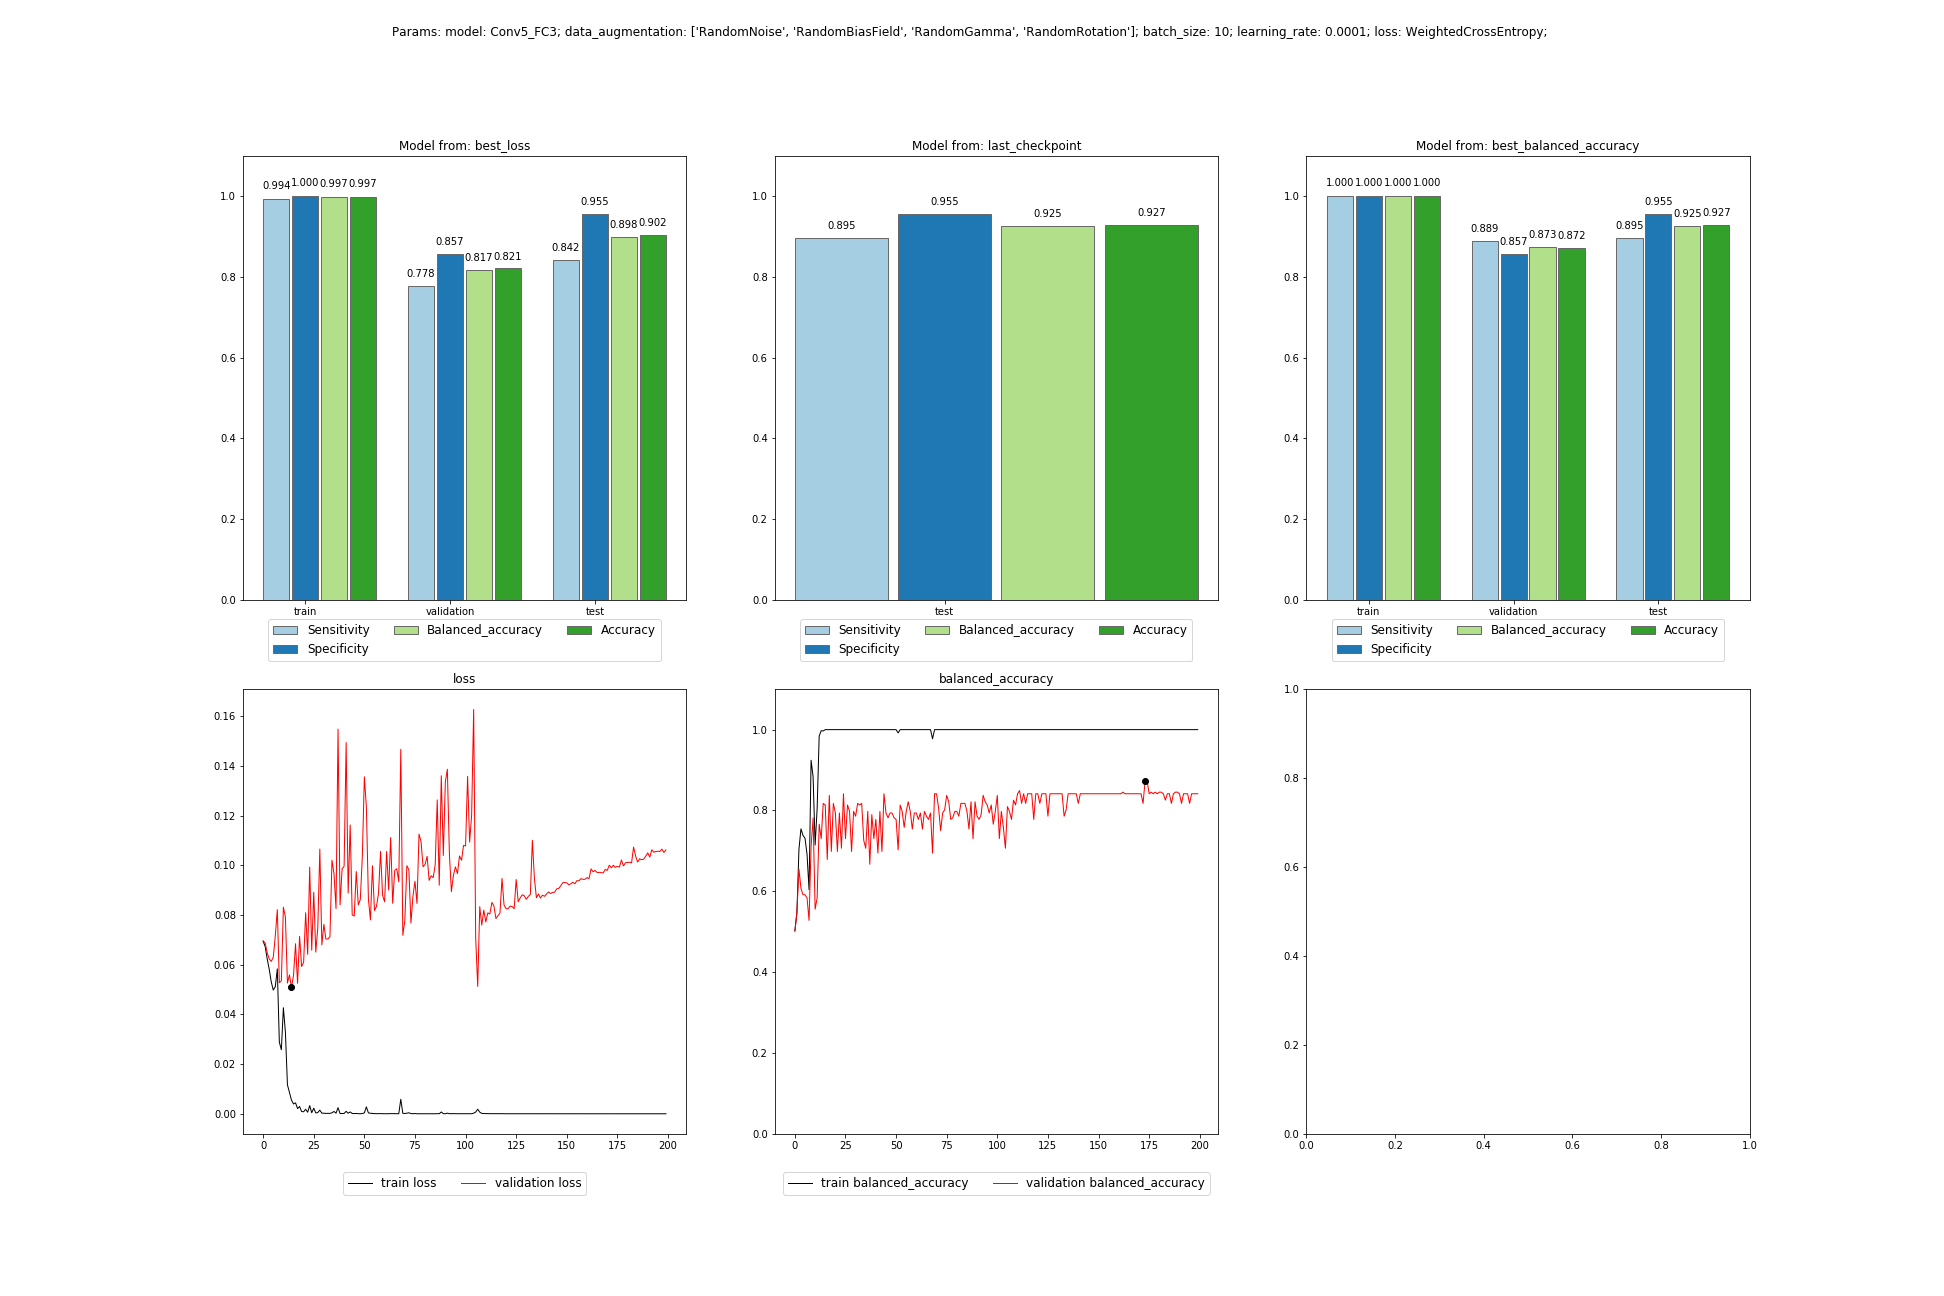 Params: model: Conv5_FC3; data_augmentation: ['RandomNoise', 'RandomBiasField', 'RandomGamma', 'RandomRotation']; batch_size: 10; learning_rate: 0.0001; loss: WeightedCrossEntropy;
Model from: best_loss
1.0
0.8
0.6
0.4
0.2
0.0
0.994 1.000 0.997 0.997
0.778 0.857 0.817 0.821
0.842 0.955 0.898 0.902
train validation test
Sensitivity Balanced_accuracy Accuracy
Specificity
Model from: last_checkpoint
1.0
0.8
0.6
0.4
0.2
0.0
0.895 0.955 0.925 0.927
test
Sensitivity Balanced_accuracy Accuracy
Specificity
Model from: best_balanced_accuracy
1.0
0.8
0.6
0.4
0.2
0.0
1.000 1.000 1.000 1.000
0.889 0.857 0.873 0.872
0.895 0.955 0.925 0.927
train validation test
Sensitivity Balanced_accuracy Accuracy
Specificity
loss
0.16
0.14
0.12
0.10
0.08
0.06
0.04
0.02
0.00
0 25 50 75 100 125 150 175 200
train loss validation loss
balanced_accuracy
1.0
0.8
0.6
0.4
0.2
0.0
0 25 50 75 100 125 150 175 200
train balanced_accuracy validation balanced_accuracy
1.0
0.8
0.6
0.4
0.2
0.0
0.0 0.2 0.4 0.6 0.8 1.0